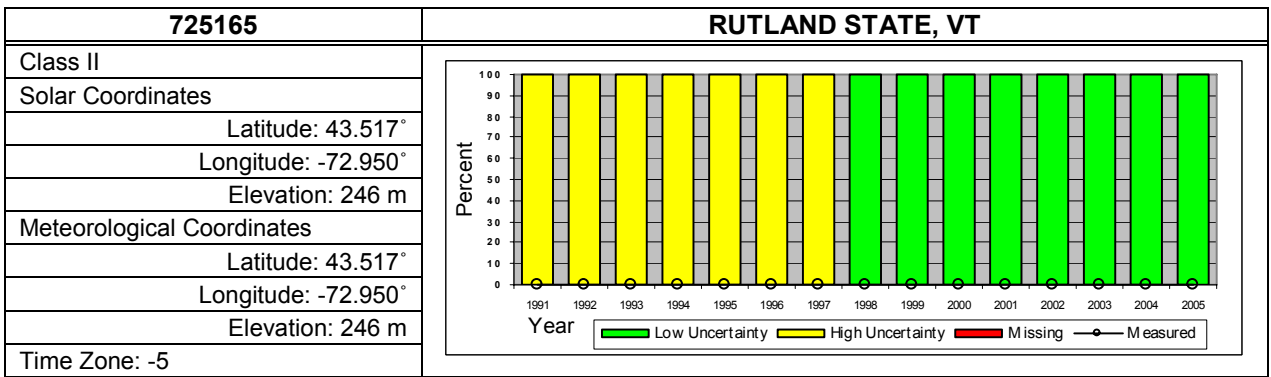 725165
RUTLAND STATE, VT
Class II
Solar Coordinates
Latitude: 43.517˚
Longitude: -72.950˚
Elevation: 246 m
Meteorological Coordinates
Latitude: 43.517˚
Longitude: -72.950˚
Elevation: 246 m
Time Zone: -5
Percent
100
90
80
70
60
50
40
30
20
10
0
1991 1992 1993 1994 1995 1996 1997 1998 1999 2000 2001 2002 2003 2004 2005
Year
Low Uncertainty High Uncertainty Missing Measured